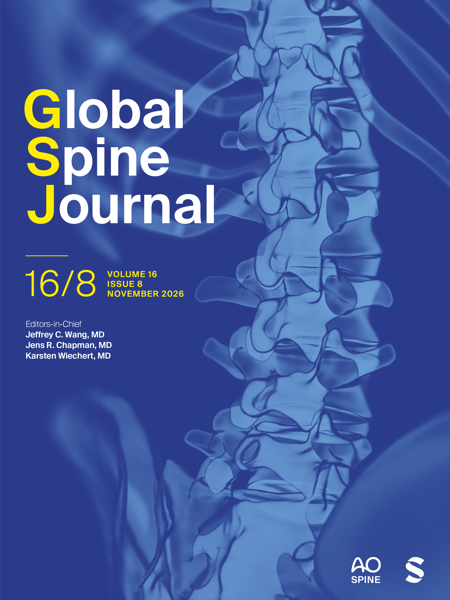 Global
Spine
Journal
16/8
VOLUME 16
ISSUE 8
NOVEMBER 2026
Editors-in-Chief
Jeffrey C. Wang, MD
Jens R. Chapman, MD
Karsten Wiechert, MD
AO
SPINE
S